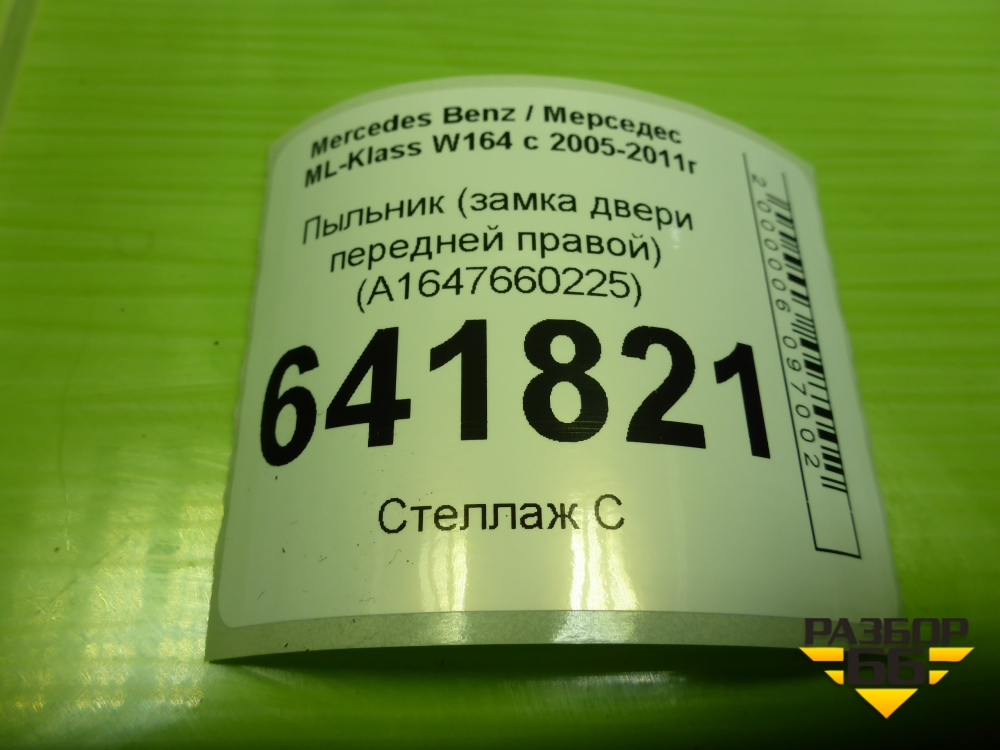 Mercedes Benz / Мерседес
ML-Klass W164 с 2005-2011г
Пыльник (замка двери
передней правой)
(A1647660225)
641821
Стеллаж С
2000006097002
РАЗБОР
66